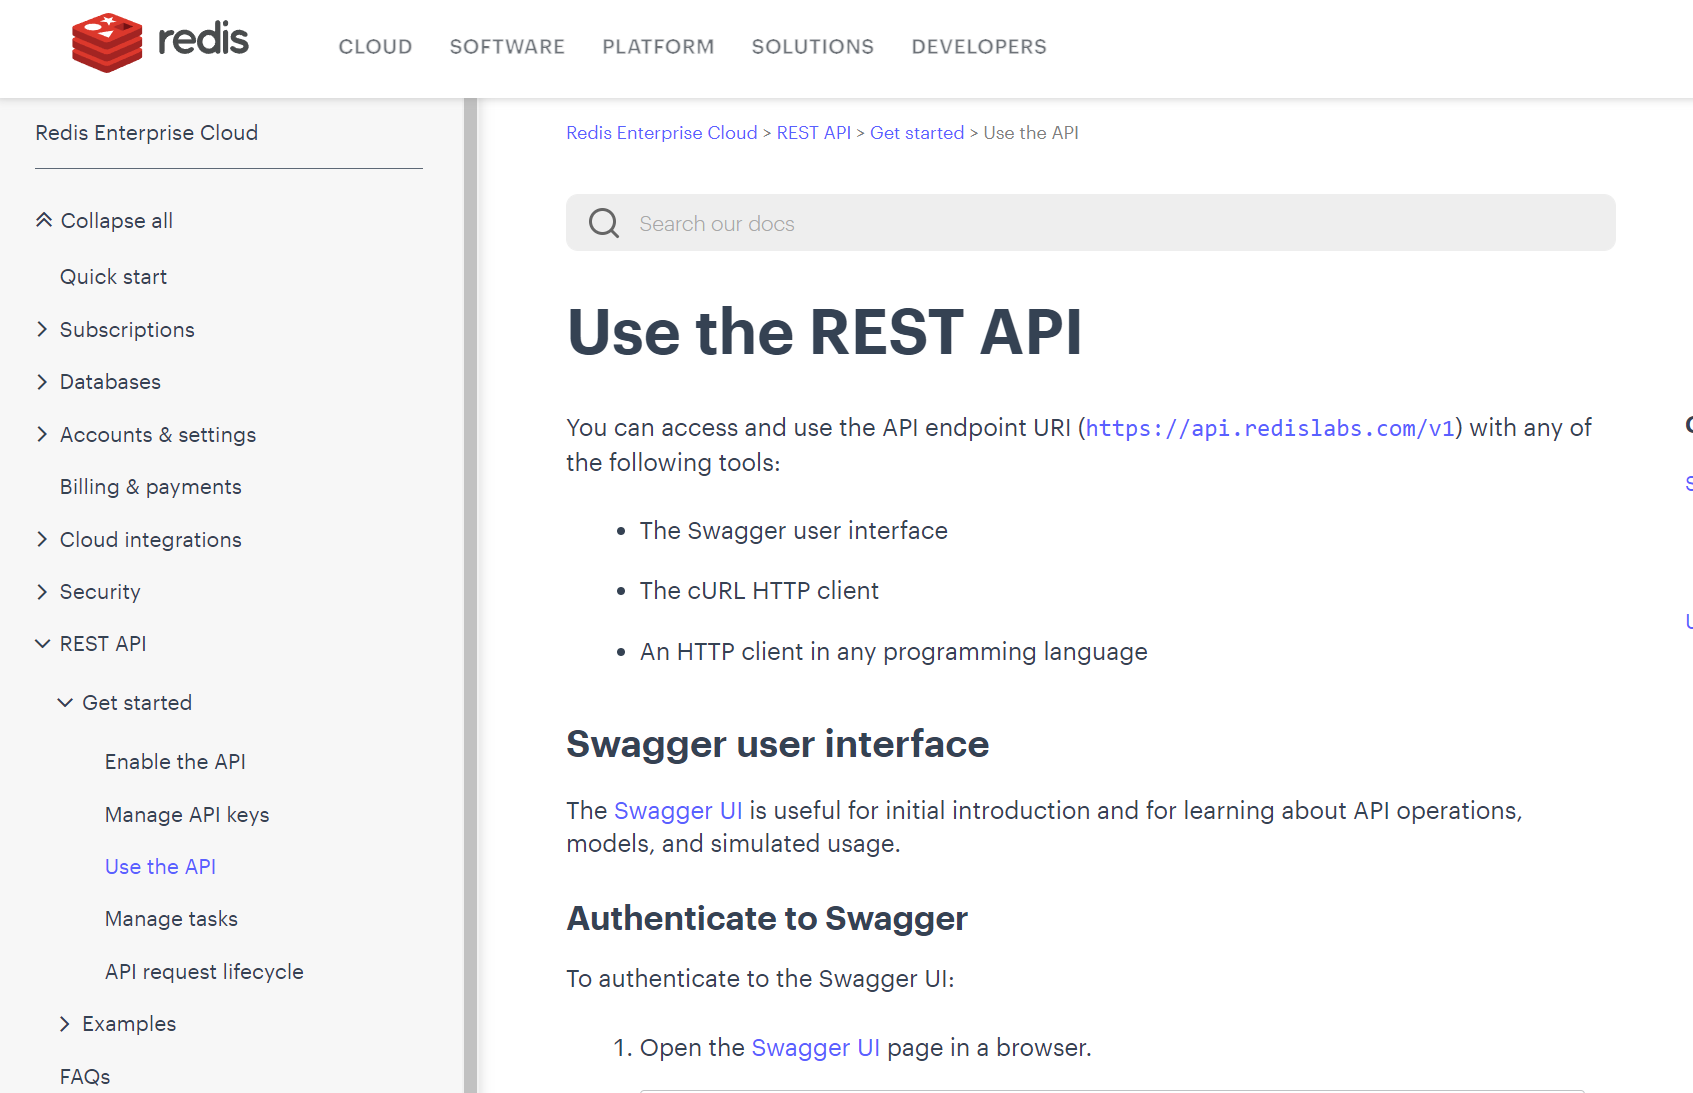 redis
CLOUD SOFTWARE PLATFORM SOLUTIONS DEVELOPERS
Redis Enterprise Cloud
Collapse all
Quick start
Subscriptions
Databases
Accounts & settings
Billing & payments
Cloud integrations
Security
REST API
Get started
Enable the API
Manage API keys
Use the API
Manage tasks
API request lifecycle
Examples
FAQs
Redis Enterprise Cloud > REST API > Get started > Use the API
Search our docs
Use the REST API
You can access and use the API endpoint URI (https://api.redislabs.com/v1) with any of
the following tools:
• The Swagger user interface
• The cURL HTTP client
• An HTTP client in any programming language
Swagger user interface
The Swagger UI is useful for initial introduction and for learning about API operations,
models, and simulated usage.
Authenticate to Swagger
To authenticate to the Swagger UI:
1. Open the Swagger UI page in a browser.